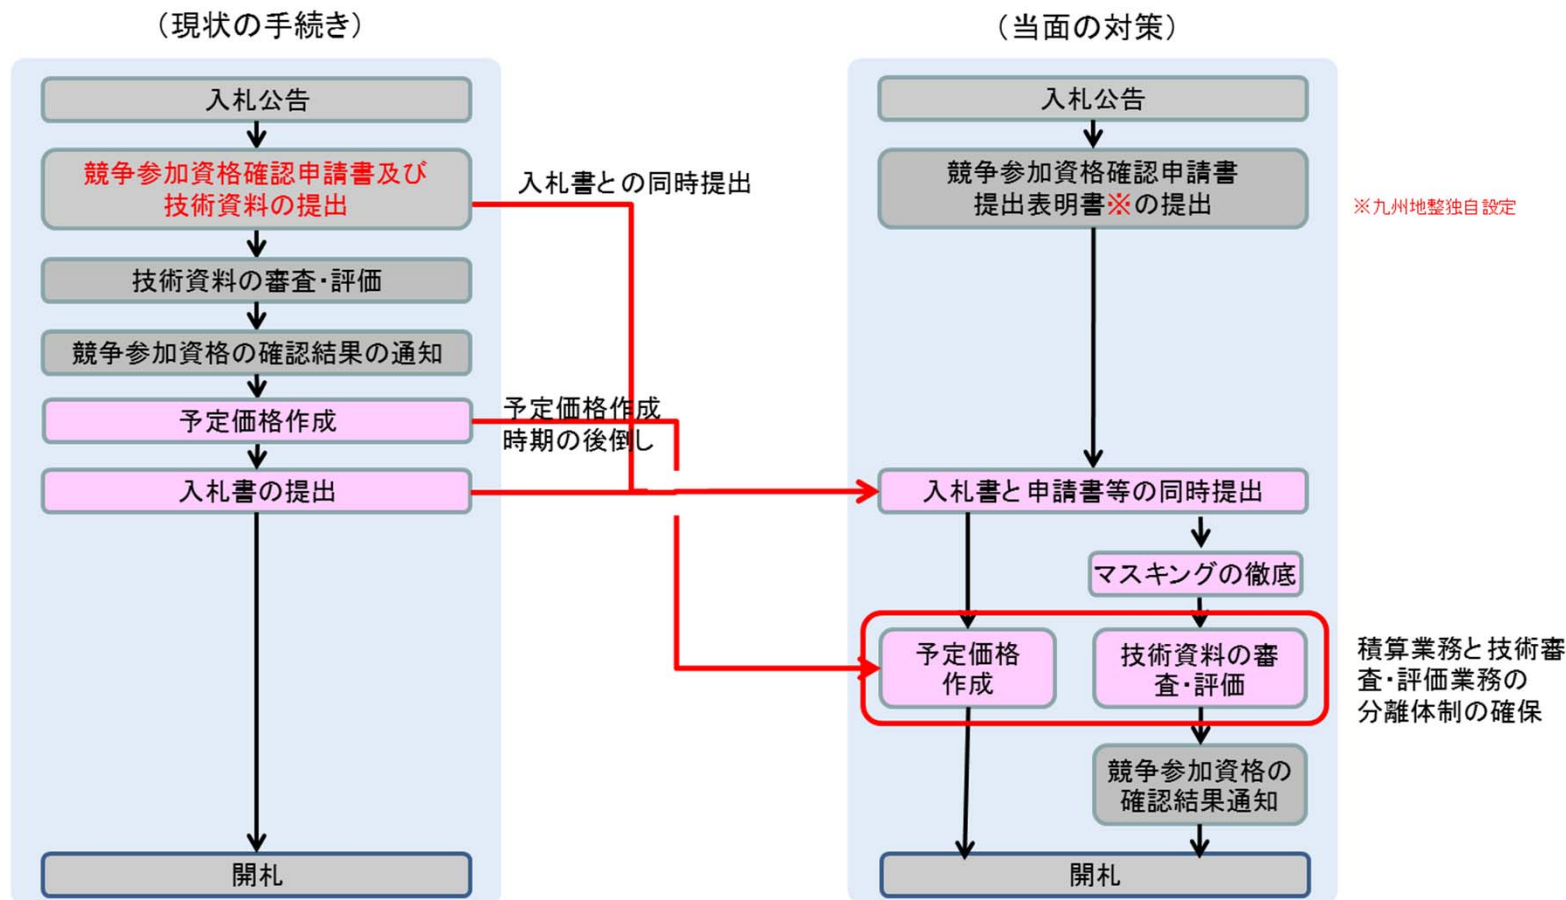 (現状の手続き)
入札公告
競争参加資格確認申請書及び
技術資料の提出
技術資料の審査・評価
競争参加資格の確認結果の通知
予定価格作成
入札書の提出
開札
入札書との同時提出
予定価格作成
時期の後倒し
(当面の対策)
入札公告
競争参加資格確認申請書
提出表明書※の提出
※九州地整独自設定
入札書と申請書等の同時提出
マスキングの徹底
予定価格
作成
技術資料の審
査・評価
積算業務と技術審
査・評価業務の
分離体制の確保
競争参加資格の
確認結果通知
開札